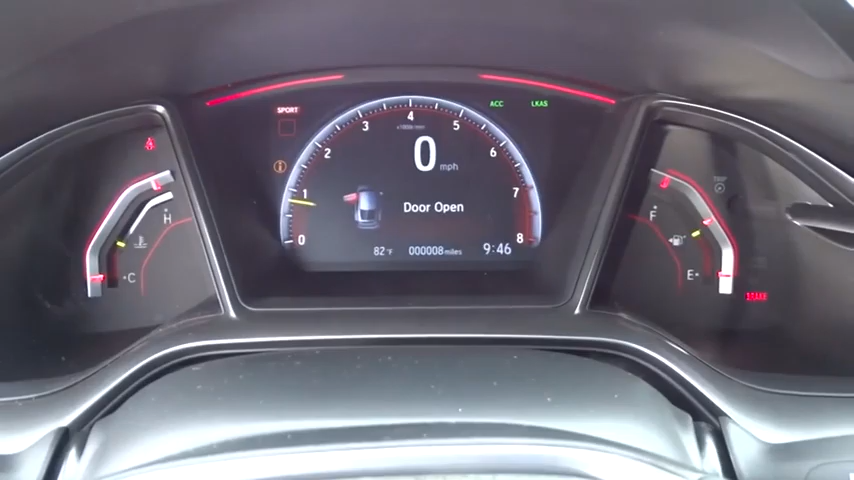 SPORT
ACC
LKAS
4
x1000r/min
3
5
0 mph
2
6
1
7
Door Open
0
8
82°F
000008 miles
9:46
H
C
F
E
BRAKE